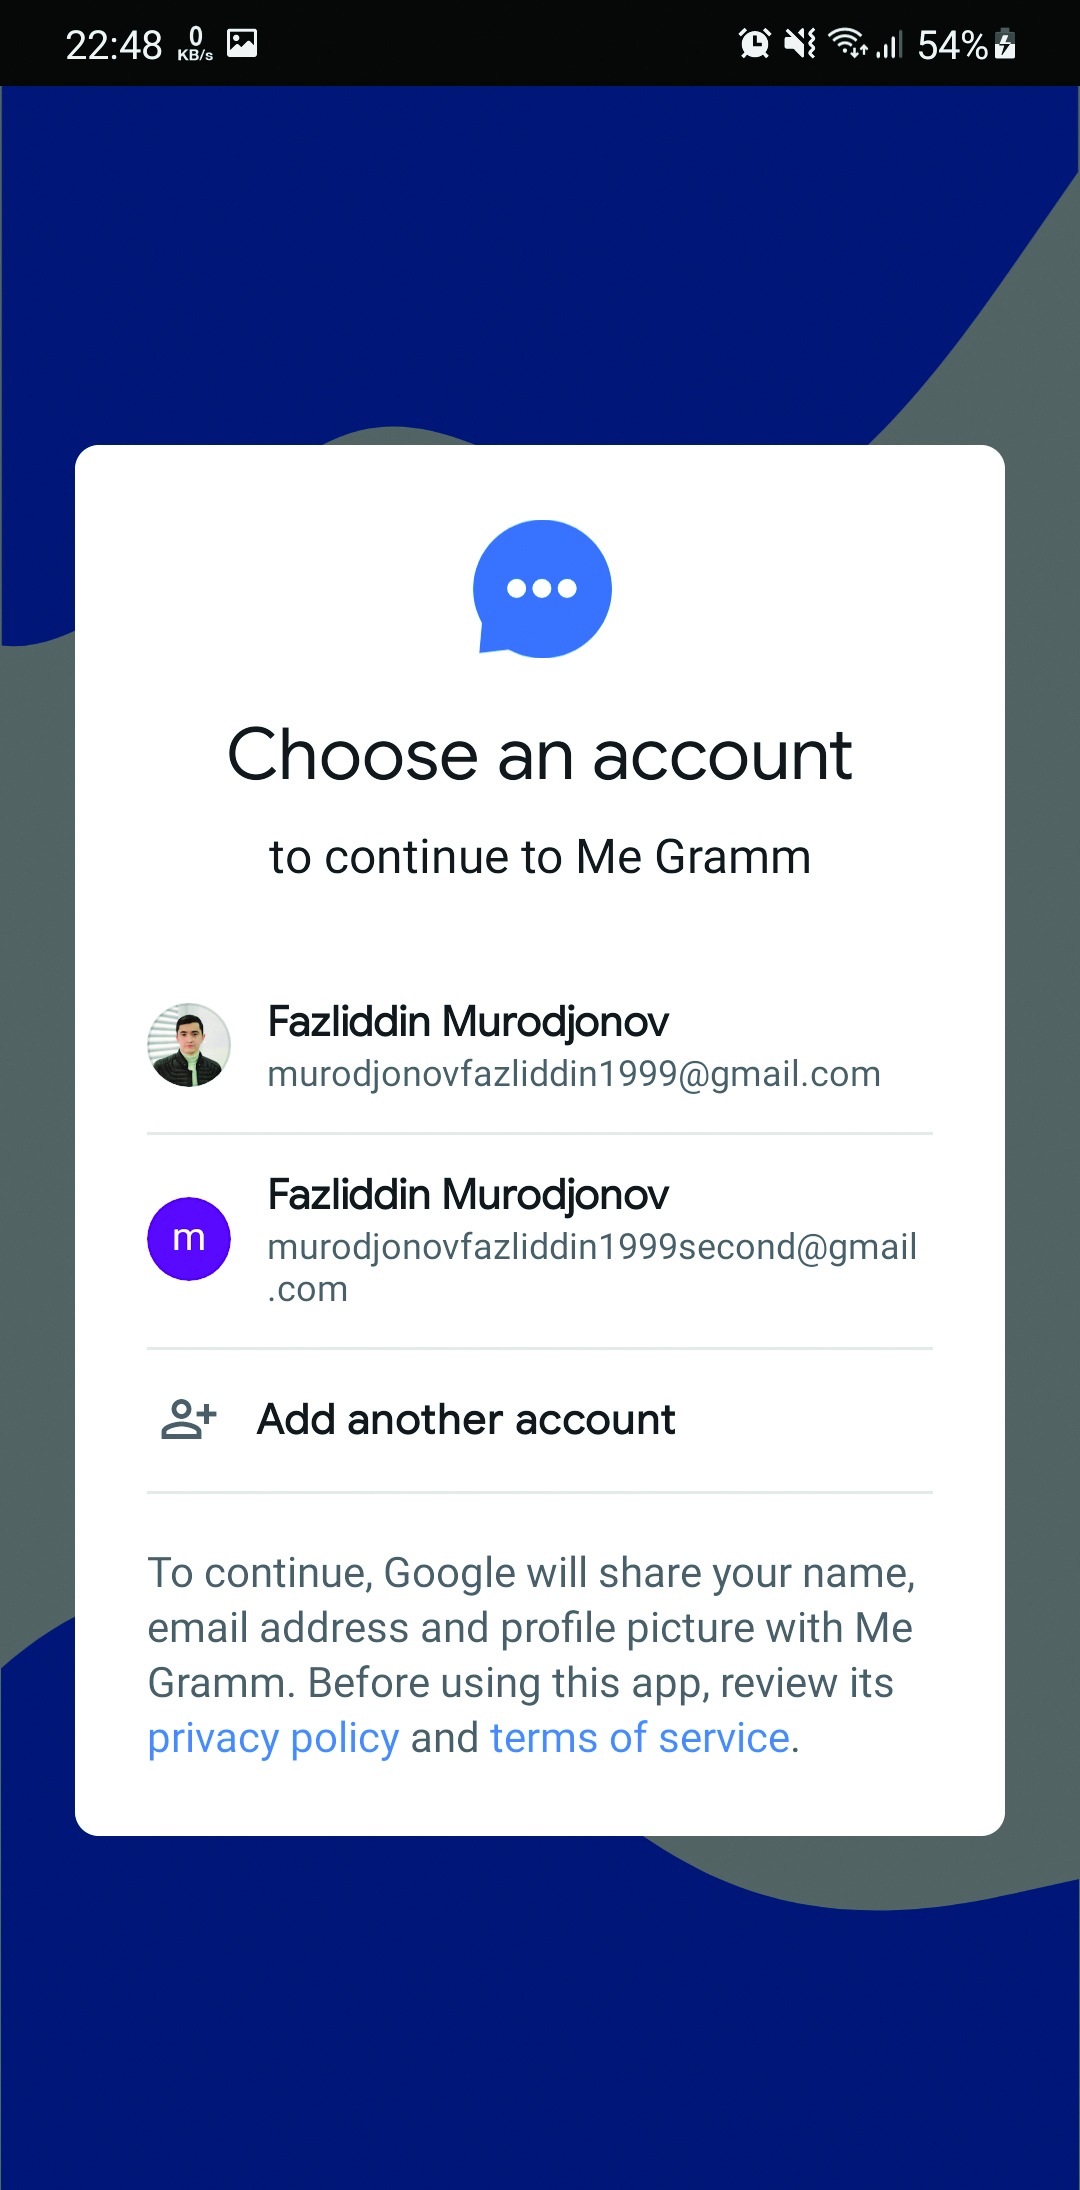 22:48 0 KB/s 54%
Choose an account
to continue to Me Gramm
Fazliddin Murodjonov
murodjonovfazliddin1999@gmail.com
m
Fazliddin Murodjonov
murodjonovfazliddin1999second@gmail
.com
Add another account
To continue, Google will share your name,
email address and profile picture with Me
Gramm. Before using this app, review its
privacy policy and terms of service.